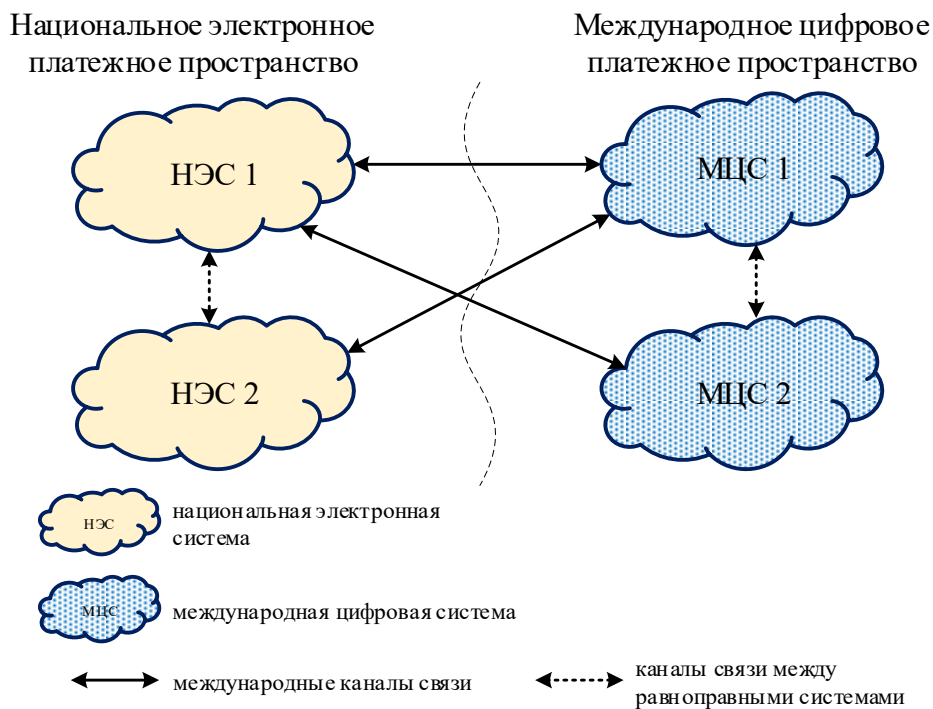 Национальное электронное
платежное пространство
Международное цифровое
платежное пространство
НЭС 1
МЦС 1
НЭС 2
МЦС 2
НЭС
национальная электронная
система
МЦС
международная цифровая система
международные каналы связи
каналы связи между
равноправными системами